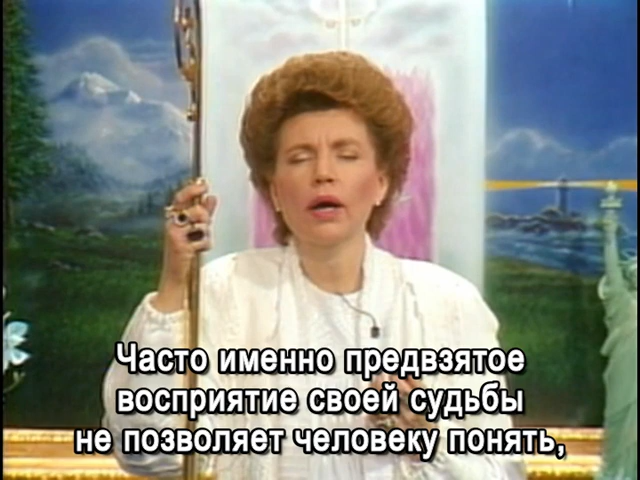 Часто именно предвзятое
восприятие своей судьбы
не позволяет человеку понять,